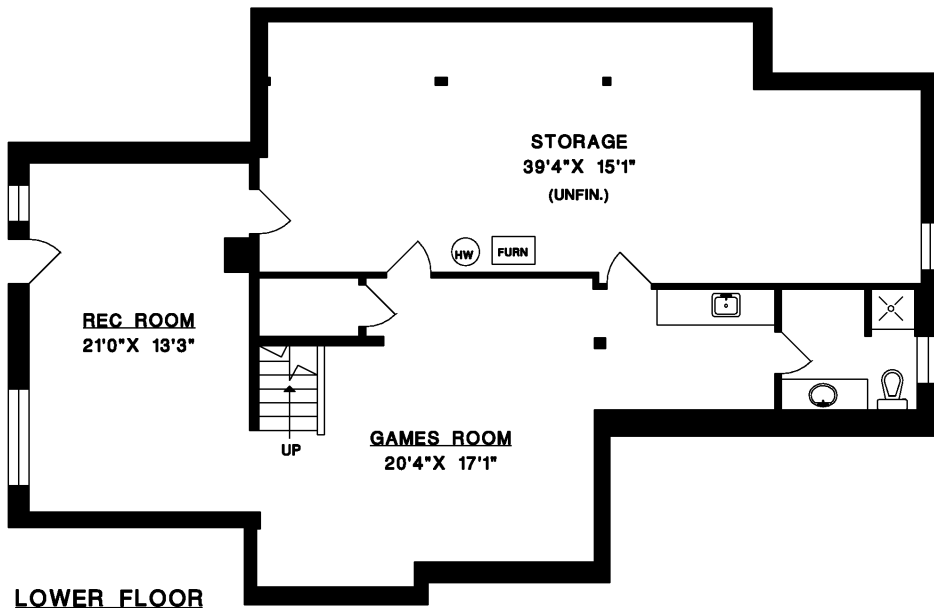 STORAGE
39'4"X 15'1"
(UNFIN.)
HW
FURN
REC ROOM
21'0"X 13'3"
UP
GAMES ROOM
20'4"X 17'1"
LOWER FLOOR